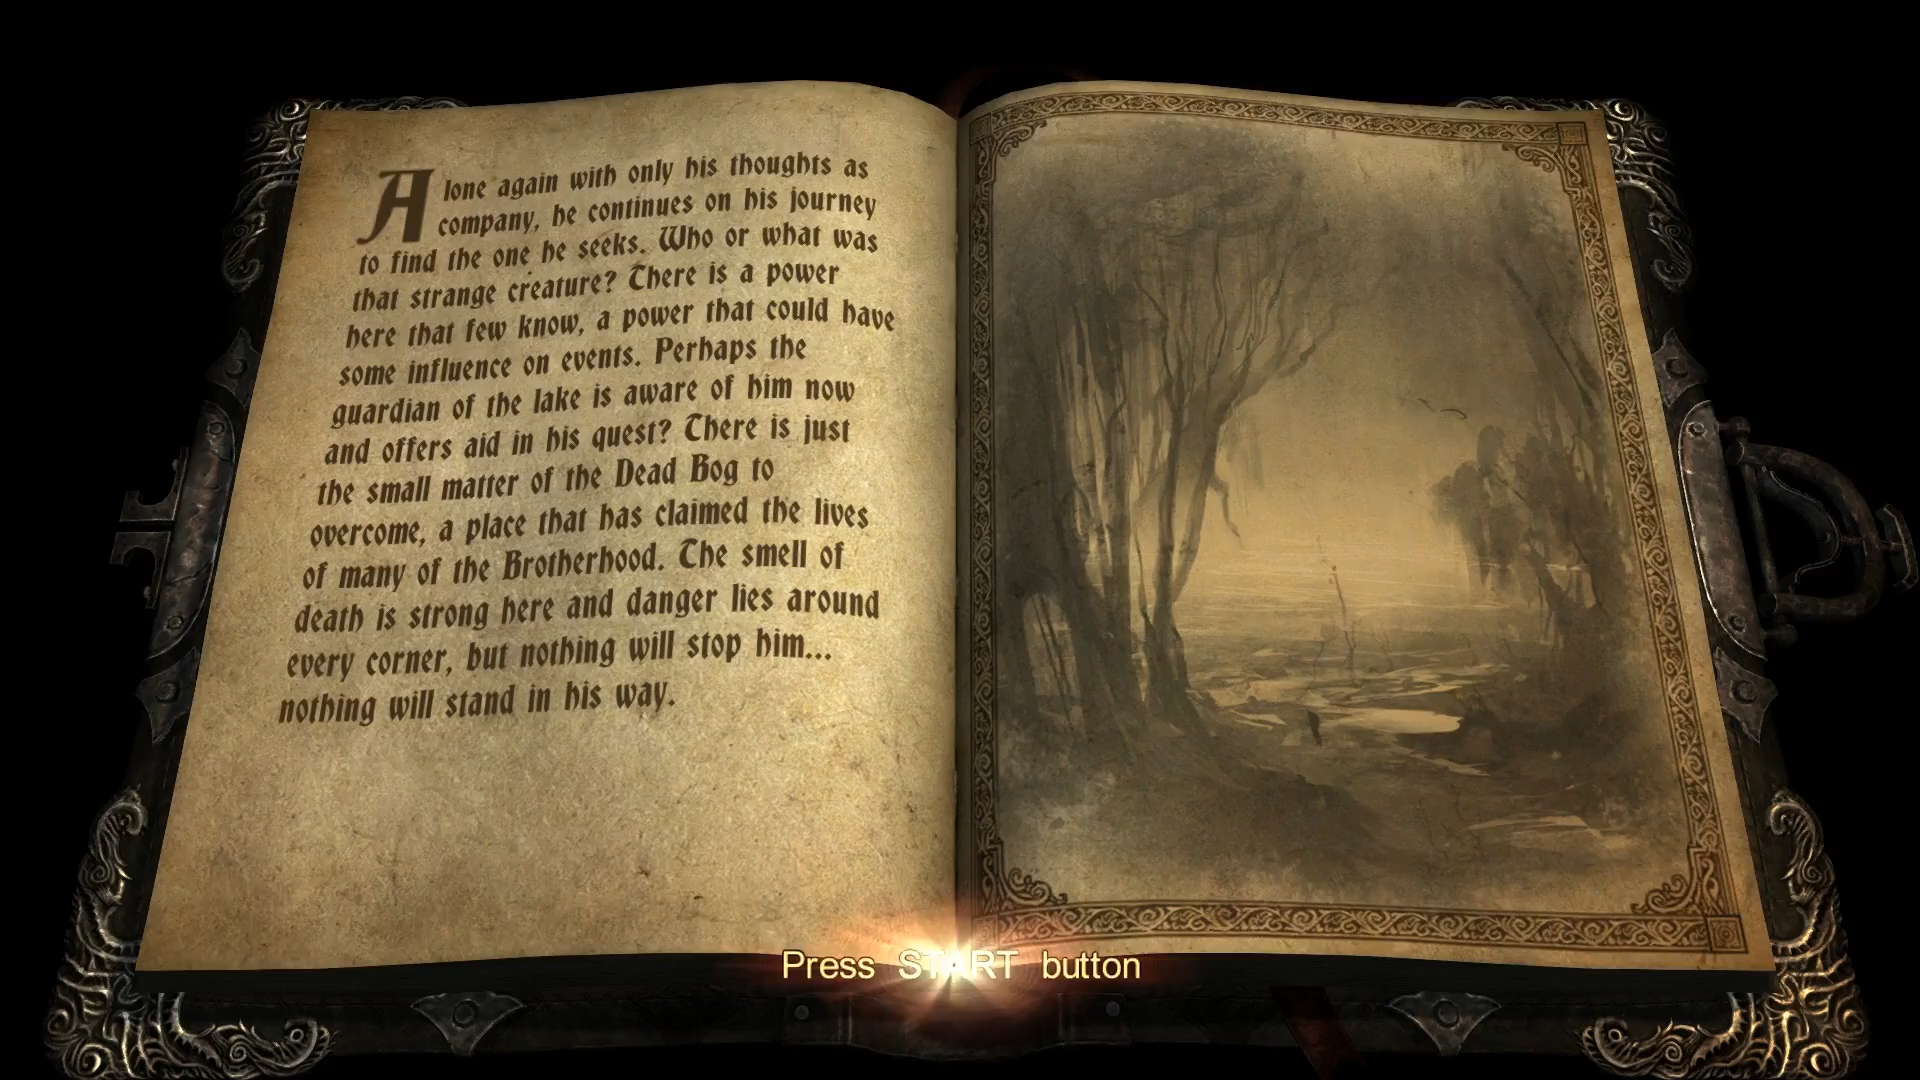 Alone again with only his thoughts as
company, he continues on his journey
to find the one he seeks. Who or what was
that strange creature? There is a power
here that few know, a power that could have
some influence on events. Perhaps the
guardian of the lake is aware of him now
and offers aid in his quest? There is just
the small matter of the Dead Bog to
overcome, a place that has claimed the lives
of many of the Brotherhood. The smell of
death is strong here and danger lies around
every corner, but nothing will stop him...
nothing will stand in his way.
Press START button